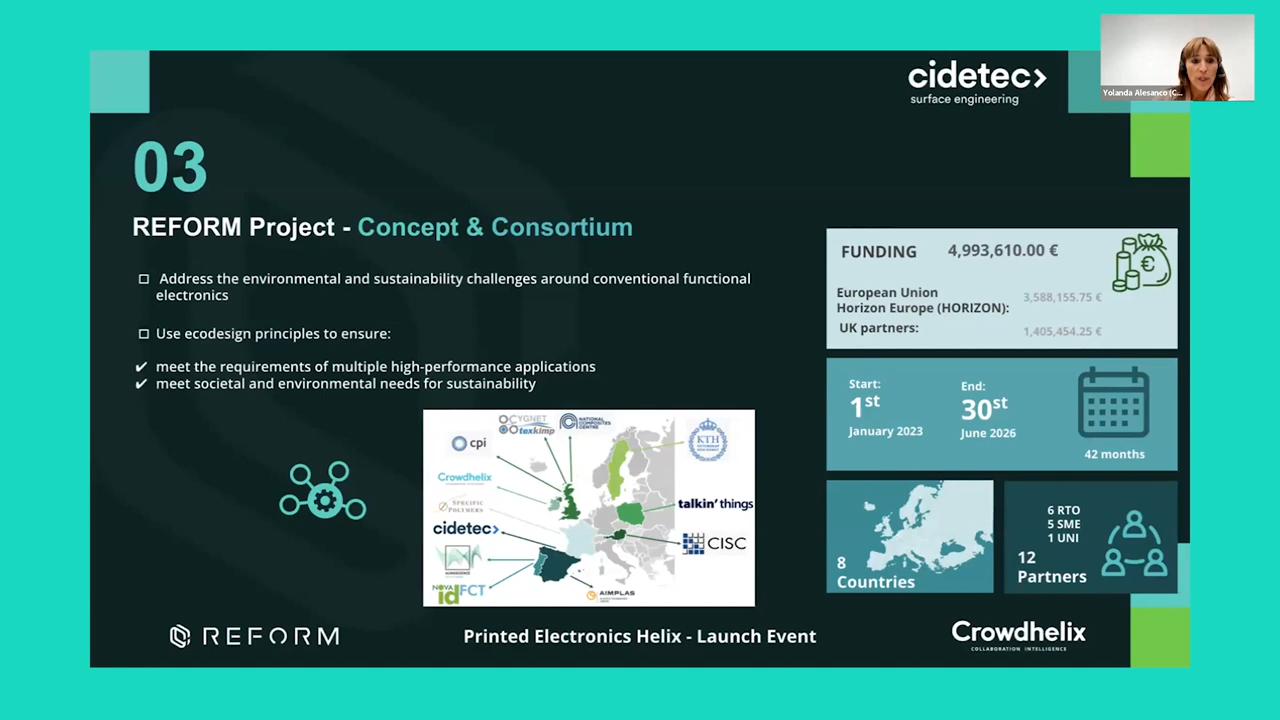 cidetec>
surface engineering
Yolanda Alesanco (C...
03
REFORM Project - Concept & Consortium
Address the environmental and sustainability challenges around conventional functional
electronics
Use ecodesign principles to ensure:
✔ meet the requirements of multiple high-performance applications
✔ meet societal and environmental needs for sustainability
CYGNET
texkimp
NATIONAL
COMPOSITES
CENTRE
cpi
KTH
Crowdhelix
SPECIFIC
POLYMERS
talkin' things
cidetec>
CISC
NOVA
id FCT
AIMPLAS
FUNDING 4,993,610.00 €
European Union
Horizon Europe (HORIZON): 3,588,155.75 €
UK partners: 1,405,454.25 €
Start:
1st
January 2023
End:
30st
June 2026
42 months
8
Countries
6 RTO
5 SME
1 UNI
12
Partners
REFORM
Printed Electronics Helix - Launch Event
Crowdhelix
COLLABORATION INTELLIGENCE